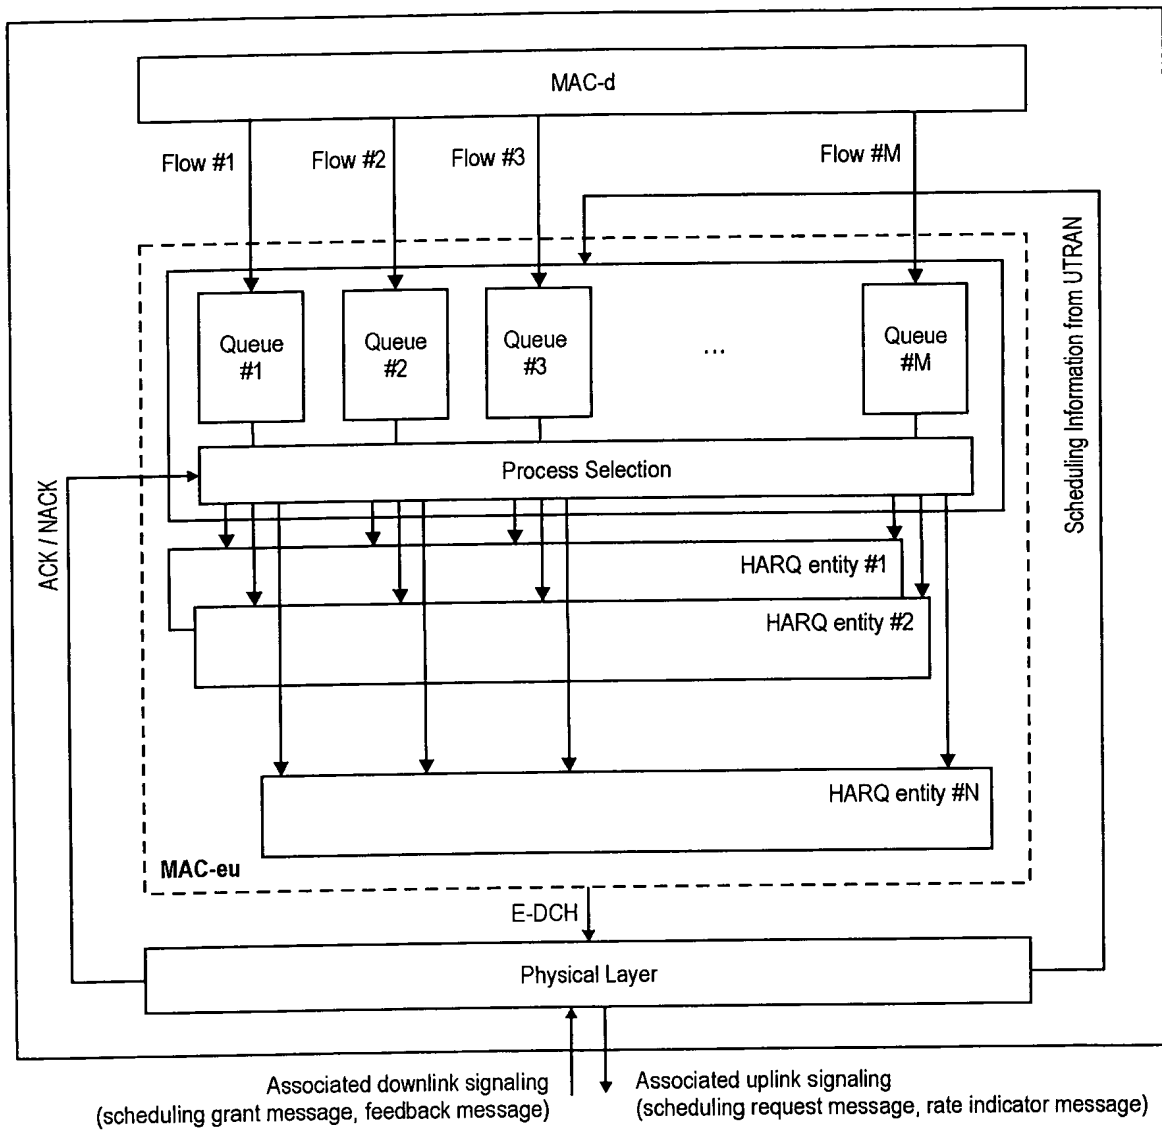 MAC-d
Flow #1
Flow #2
Flow #3
Flow #M
Scheduling Information from UTRAN
Queue
#1
Queue
#2
Queue
#3
...
Queue
#M
Process Selection
ACK / NACK
HARQ entity #1
HARQ entity #2
HARQ entity #N
MAC-eu
E-DCH
Physical Layer
Associated downlink signaling
(scheduling grant message, feedback message)
Associated uplink signaling
(scheduling request message, rate indicator message)